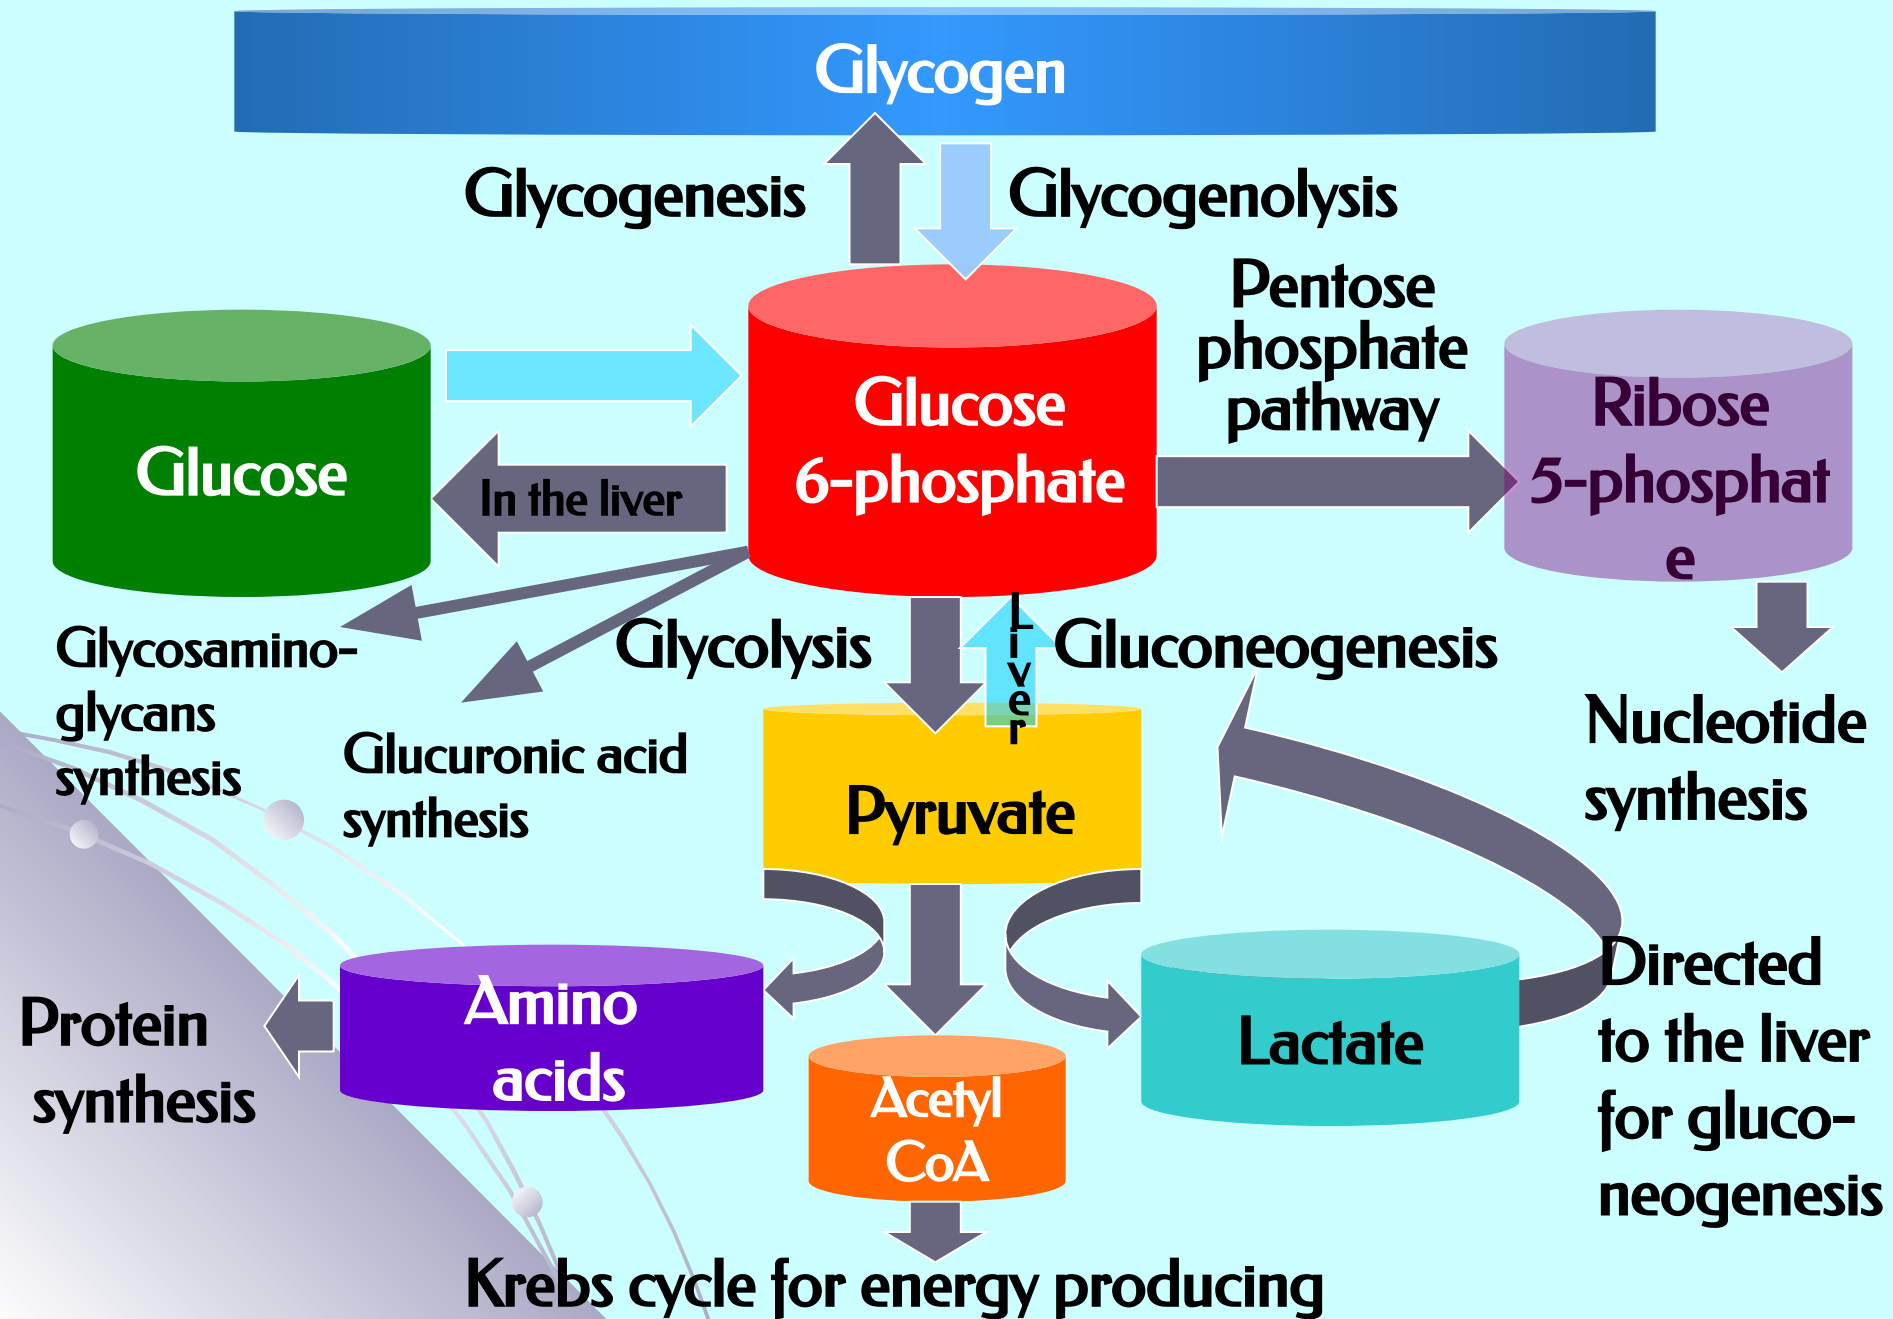 Glycogen
Glycogenesis
Glycogenolysis
Pentose
phosphate
pathway
Glucose
In the liver
Glucose
6-phosphate
Ribose
5-phosphat
e
Glycosamino-
glycans
synthesis
Glucuronic acid
synthesis
Glycolysis
Liver
Gluconeogenesis
Nucleotide
synthesis
Pyruvate
Protein
synthesis
Amino
acids
Acetyl
CoA
Lactate
Directed
to the liver
for gluco-
neogenesis
Krebs cycle for energy producing